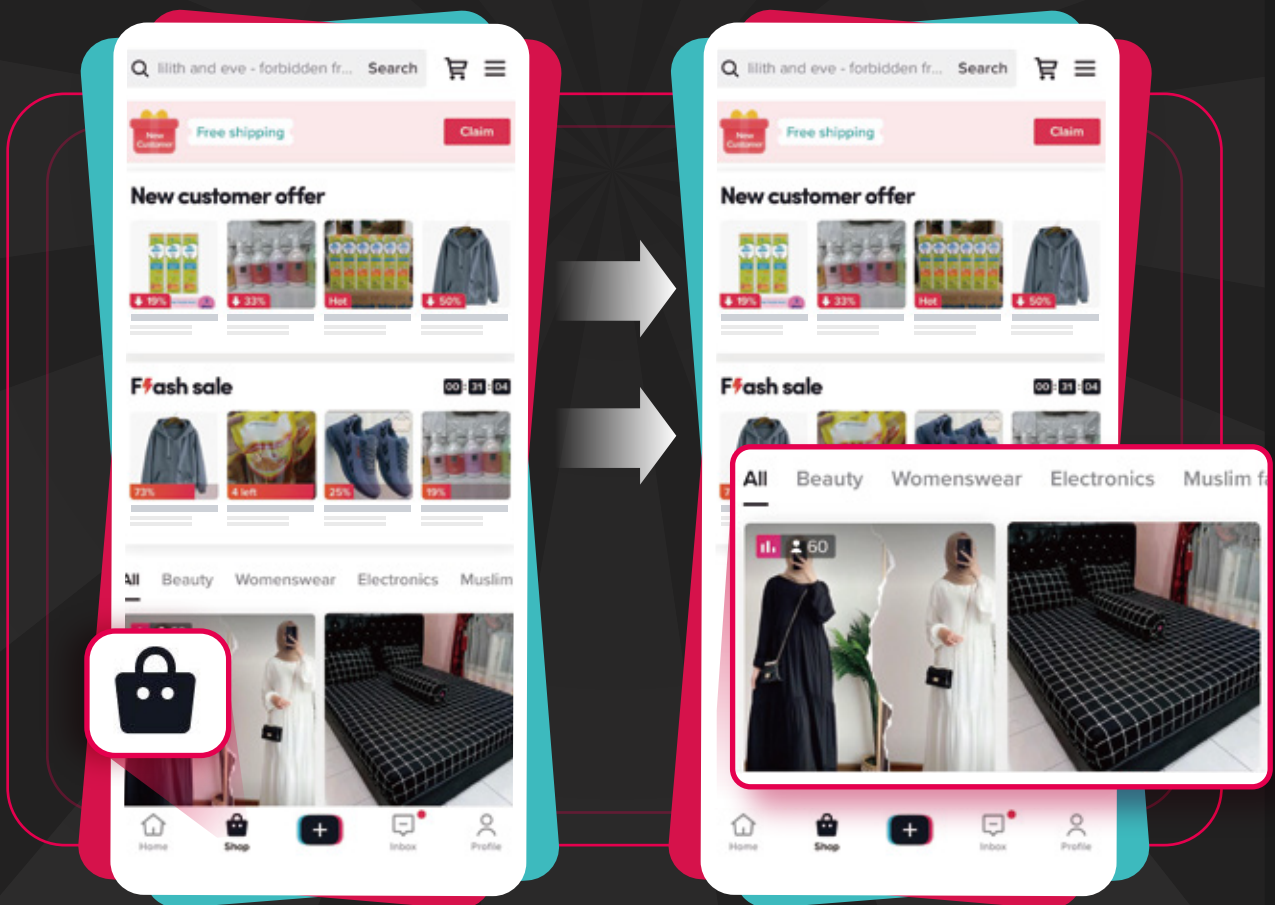 lilith and eve - forbidden fr... Search
New Customer
Free shipping
Claim
New customer offer
19%
33%
Hot
50%
Flash sale
00:31:04
73%
4 left
25%
19%
All Beauty Womenswear Electronics Muslim
Home
Shop
Inbox
Profile
lilith and eve - forbidden fr... Search
New Customer
Free shipping
Claim
New customer offer
19%
33%
Hot
50%
Flash sale
00:31:04
All Beauty Womenswear Electronics Muslim fa
60
Home
Shop
Inbox
Profile